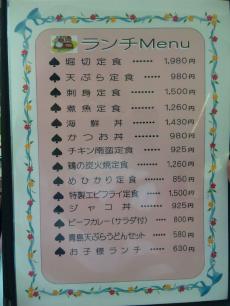 ランチMenu
♠ 堀切定食 ------ 1,980円
♠ 天ぷら定食 ------ 980円
♠ 刺身定食 ------ 1,500円
♠ 煮魚定食 ------ 1,260円
♠ 海鮮丼 ------ 1,430円
♠ かつお丼 ------ 980円
♠ チキン南蛮定食 ---- 925円
♠ 鶏の炭火焼定食 --- 1,260円
♠ めひかり定食 ---- 850円
♠ 特製エビフライ定食 --- 1,500円
♠ ジャコ丼 ------ 925円
♠ ビーフカレー(サラダ付) ---- 800円
♠ 青島天ぷらうどんセット ---- 580円
♠ お子様ランチ ------ 630円